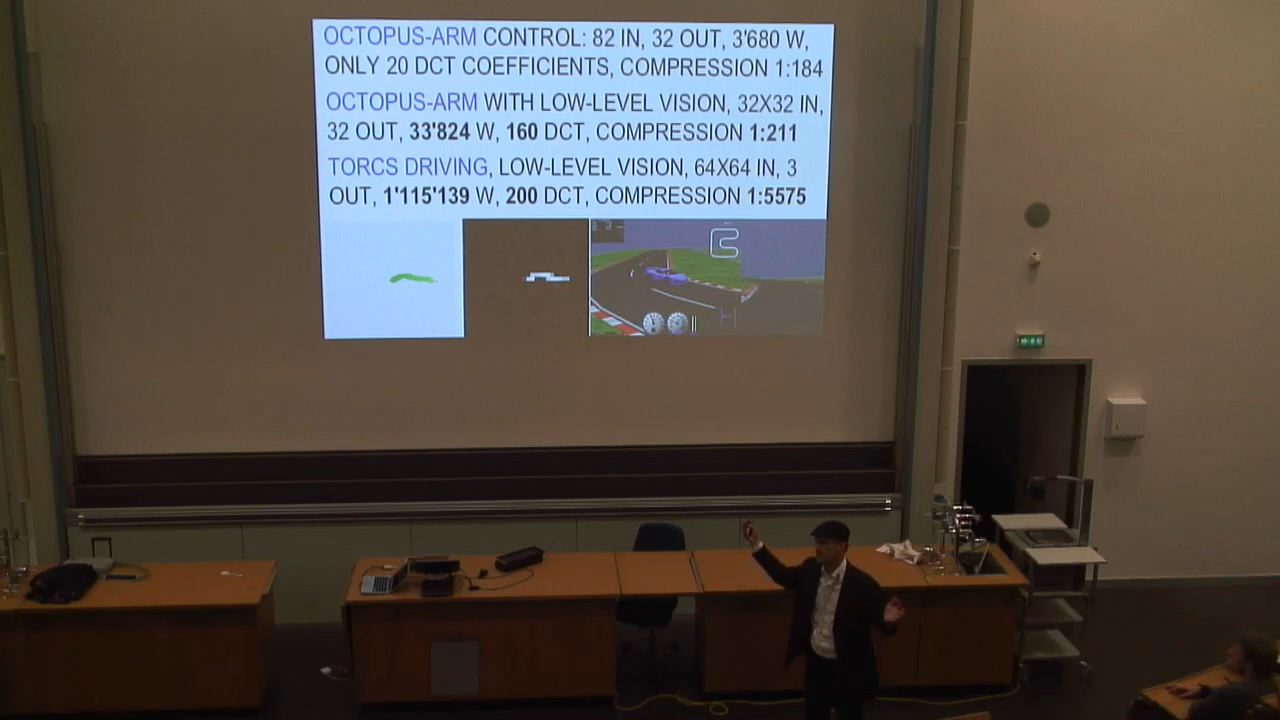 OCTOPUS-ARM CONTROL: 82 IN, 32 OUT, 3'680 W,
ONLY 20 DCT COEFFICIENTS, COMPRESSION 1:184
OCTOPUS-ARM WITH LOW-LEVEL VISION, 32X32 IN,
32 OUT, 33'824 W, 160 DCT, COMPRESSION 1:211
TORCS DRIVING, LOW-LEVEL VISION, 64X64 IN, 3
OUT, 1'115'139 W, 200 DCT, COMPRESSION 1:5575